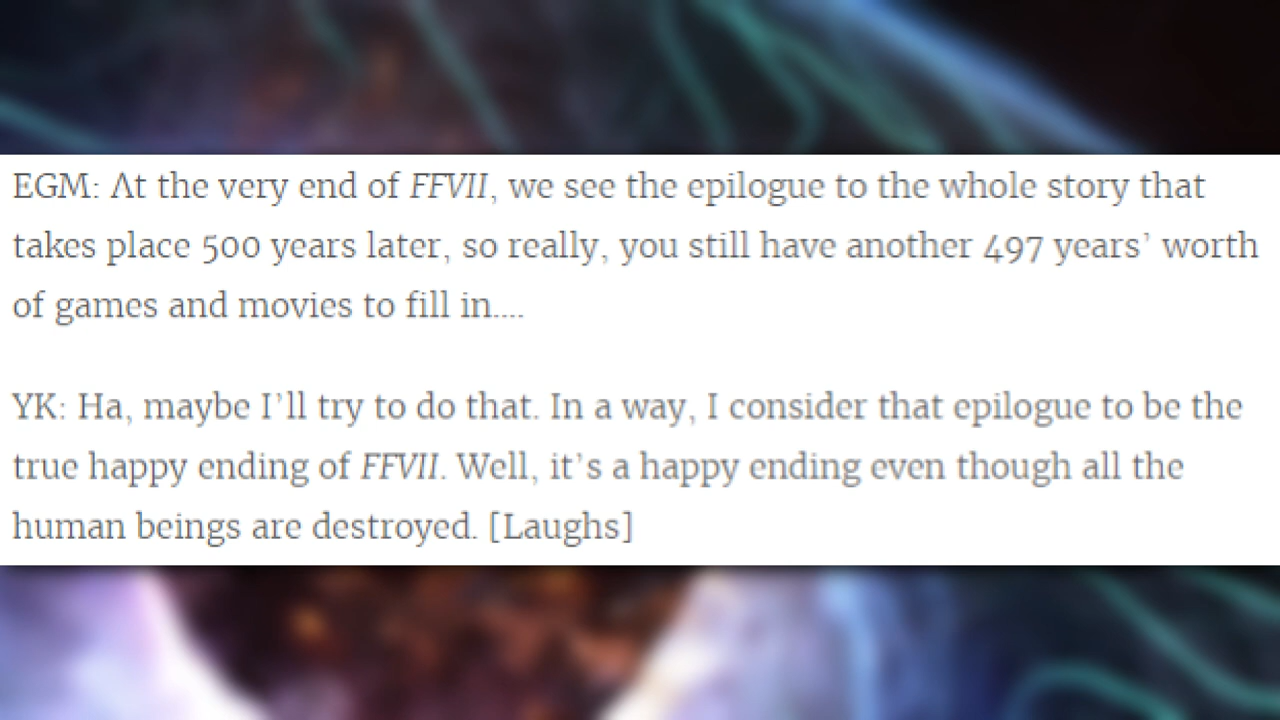 EGM: At the very end of FFVII, we see the epilogue to the whole story that
takes place 500 years later, so really, you still have another 497 years’ worth
of games and movies to fill in....
YK: Ha, maybe I’ll try to do that. In a way, I consider that epilogue to be the
true happy ending of FFVII. Well, it’s a happy ending even though all the
human beings are destroyed. [Laughs]